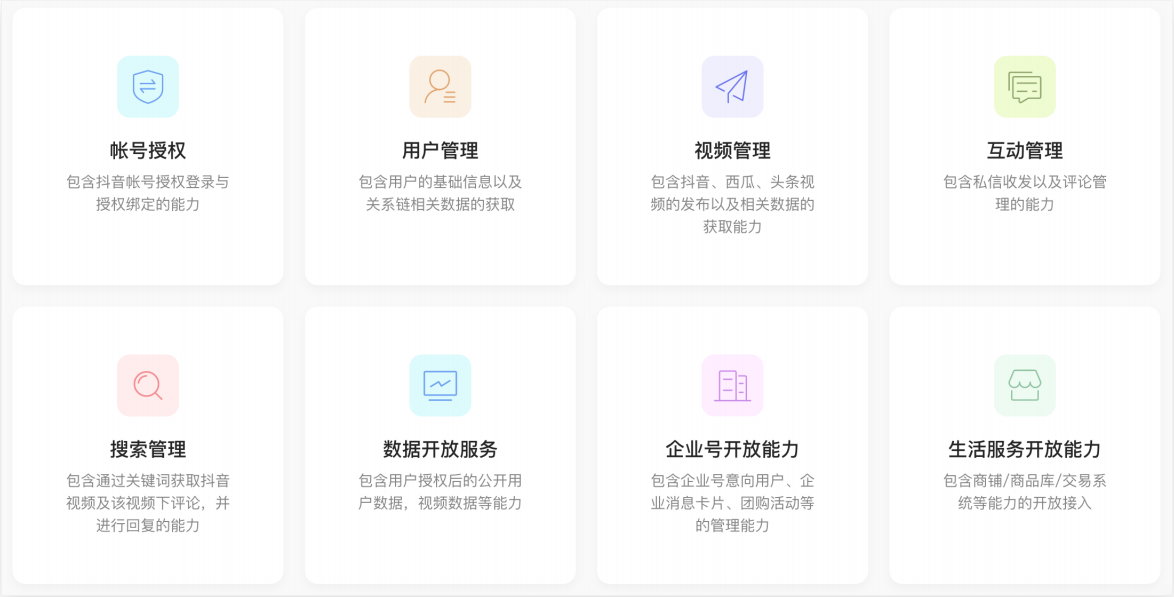 帐号授权
包含抖音帐号授权登录与
授权绑定的能力
用户管理
包含用户的基础信息以及
关系链相关数据的获取
视频管理
包含抖音、西瓜、头条视
频的发布以及相关数据的
获取能力
互动管理
包含私信收发以及评论管
理的能力
搜索管理
包含通过关键词获取抖音
视频及该视频下评论，并
进行回复的能力
数据开放服务
包含用户授权后的公开用
户数据，视频数据等能力
企业号开放能力
包含企业号意向用户、企
业消息卡片、团购活动等
的管理能力
生活服务开放能力
包含商铺/商品库/交易系
统等能力的开放接入